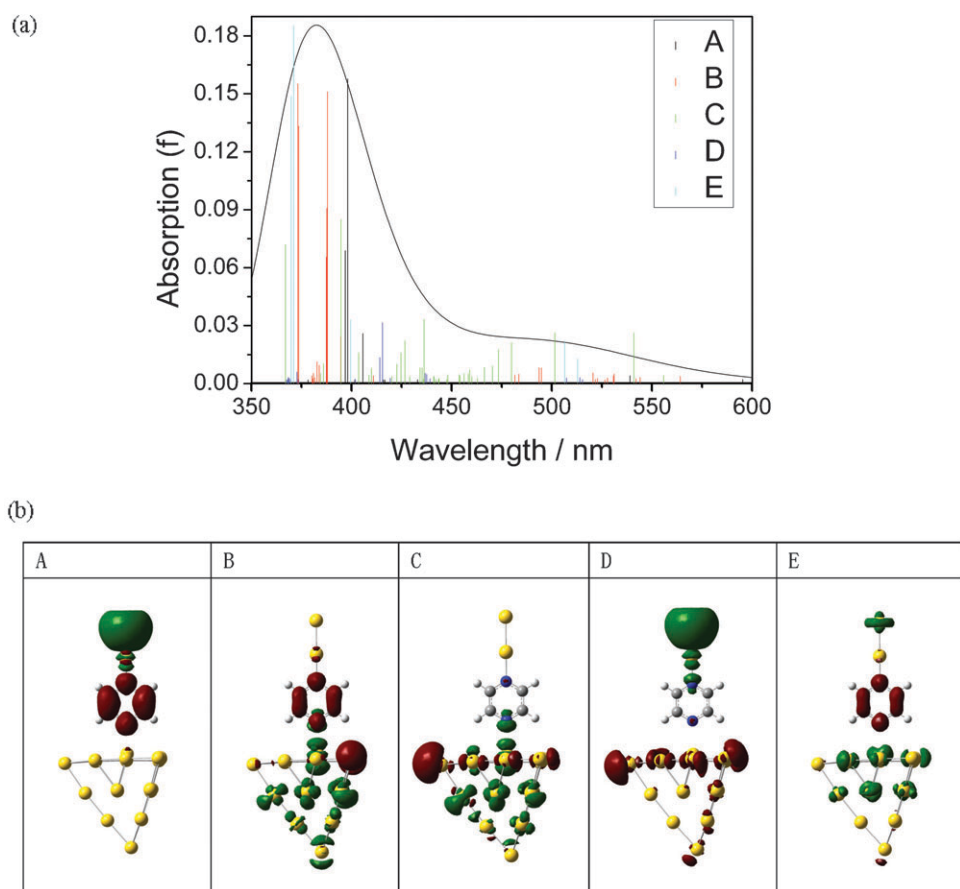 (a)
0.18
0.15
0.12
0.09
0.06
0.03
0.00
Absorption (f)
A
B
C
D
E
350 400 450 500 550 600
Wavelength / nm
(b)
A B C D E